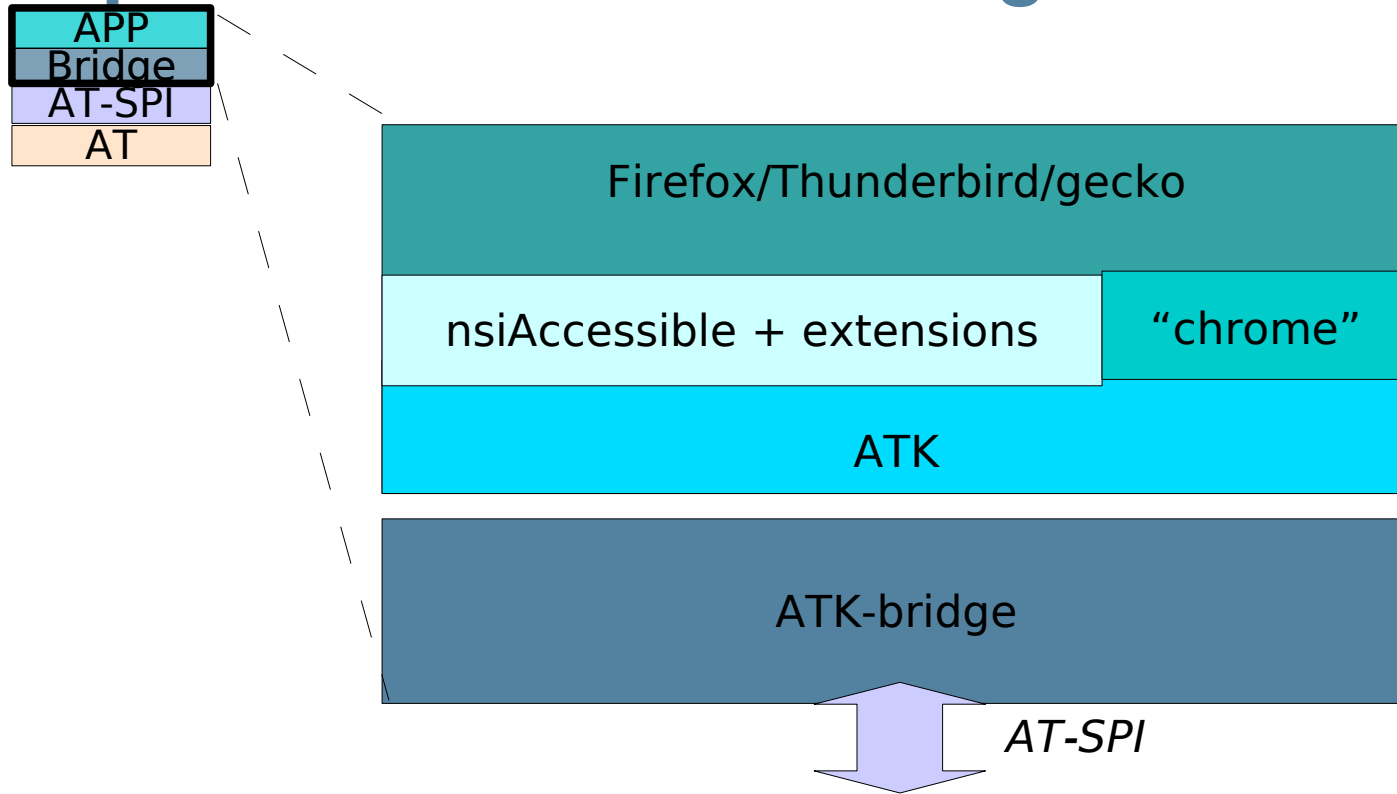 APP
Bridge
AT-SPI
AT
Firefox/Thunderbird/gecko
nsiAccessible + extensions
“chrome”
ATK
ATK-bridge
AT-SPI